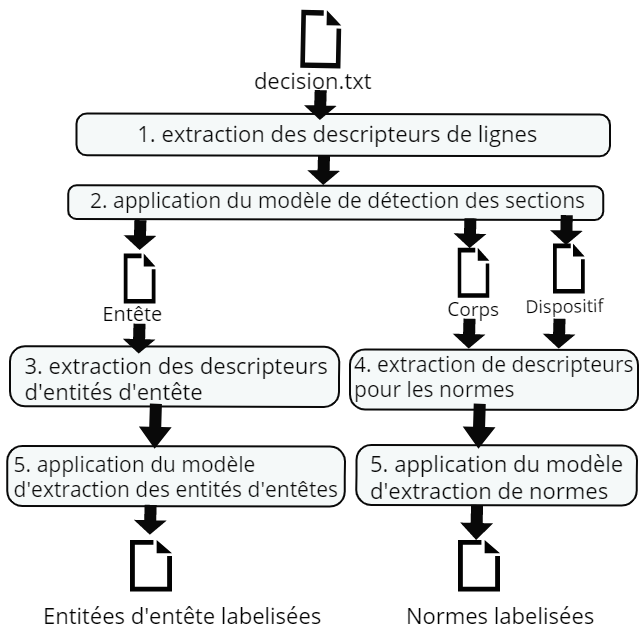 decision.txt
1. extraction des descripteurs de lignes
2. application du modèle de détection des sections
Entête
Corps
Dispositif
3. extraction des descripteurs
d'entités d'entête
4. extraction de descripteurs
pour les normes
5. application du modèle
d'extraction des entités d'entêtes
5. application du modèle
d'extraction de normes
Entitées d'entête labelisées
Normes labelisées